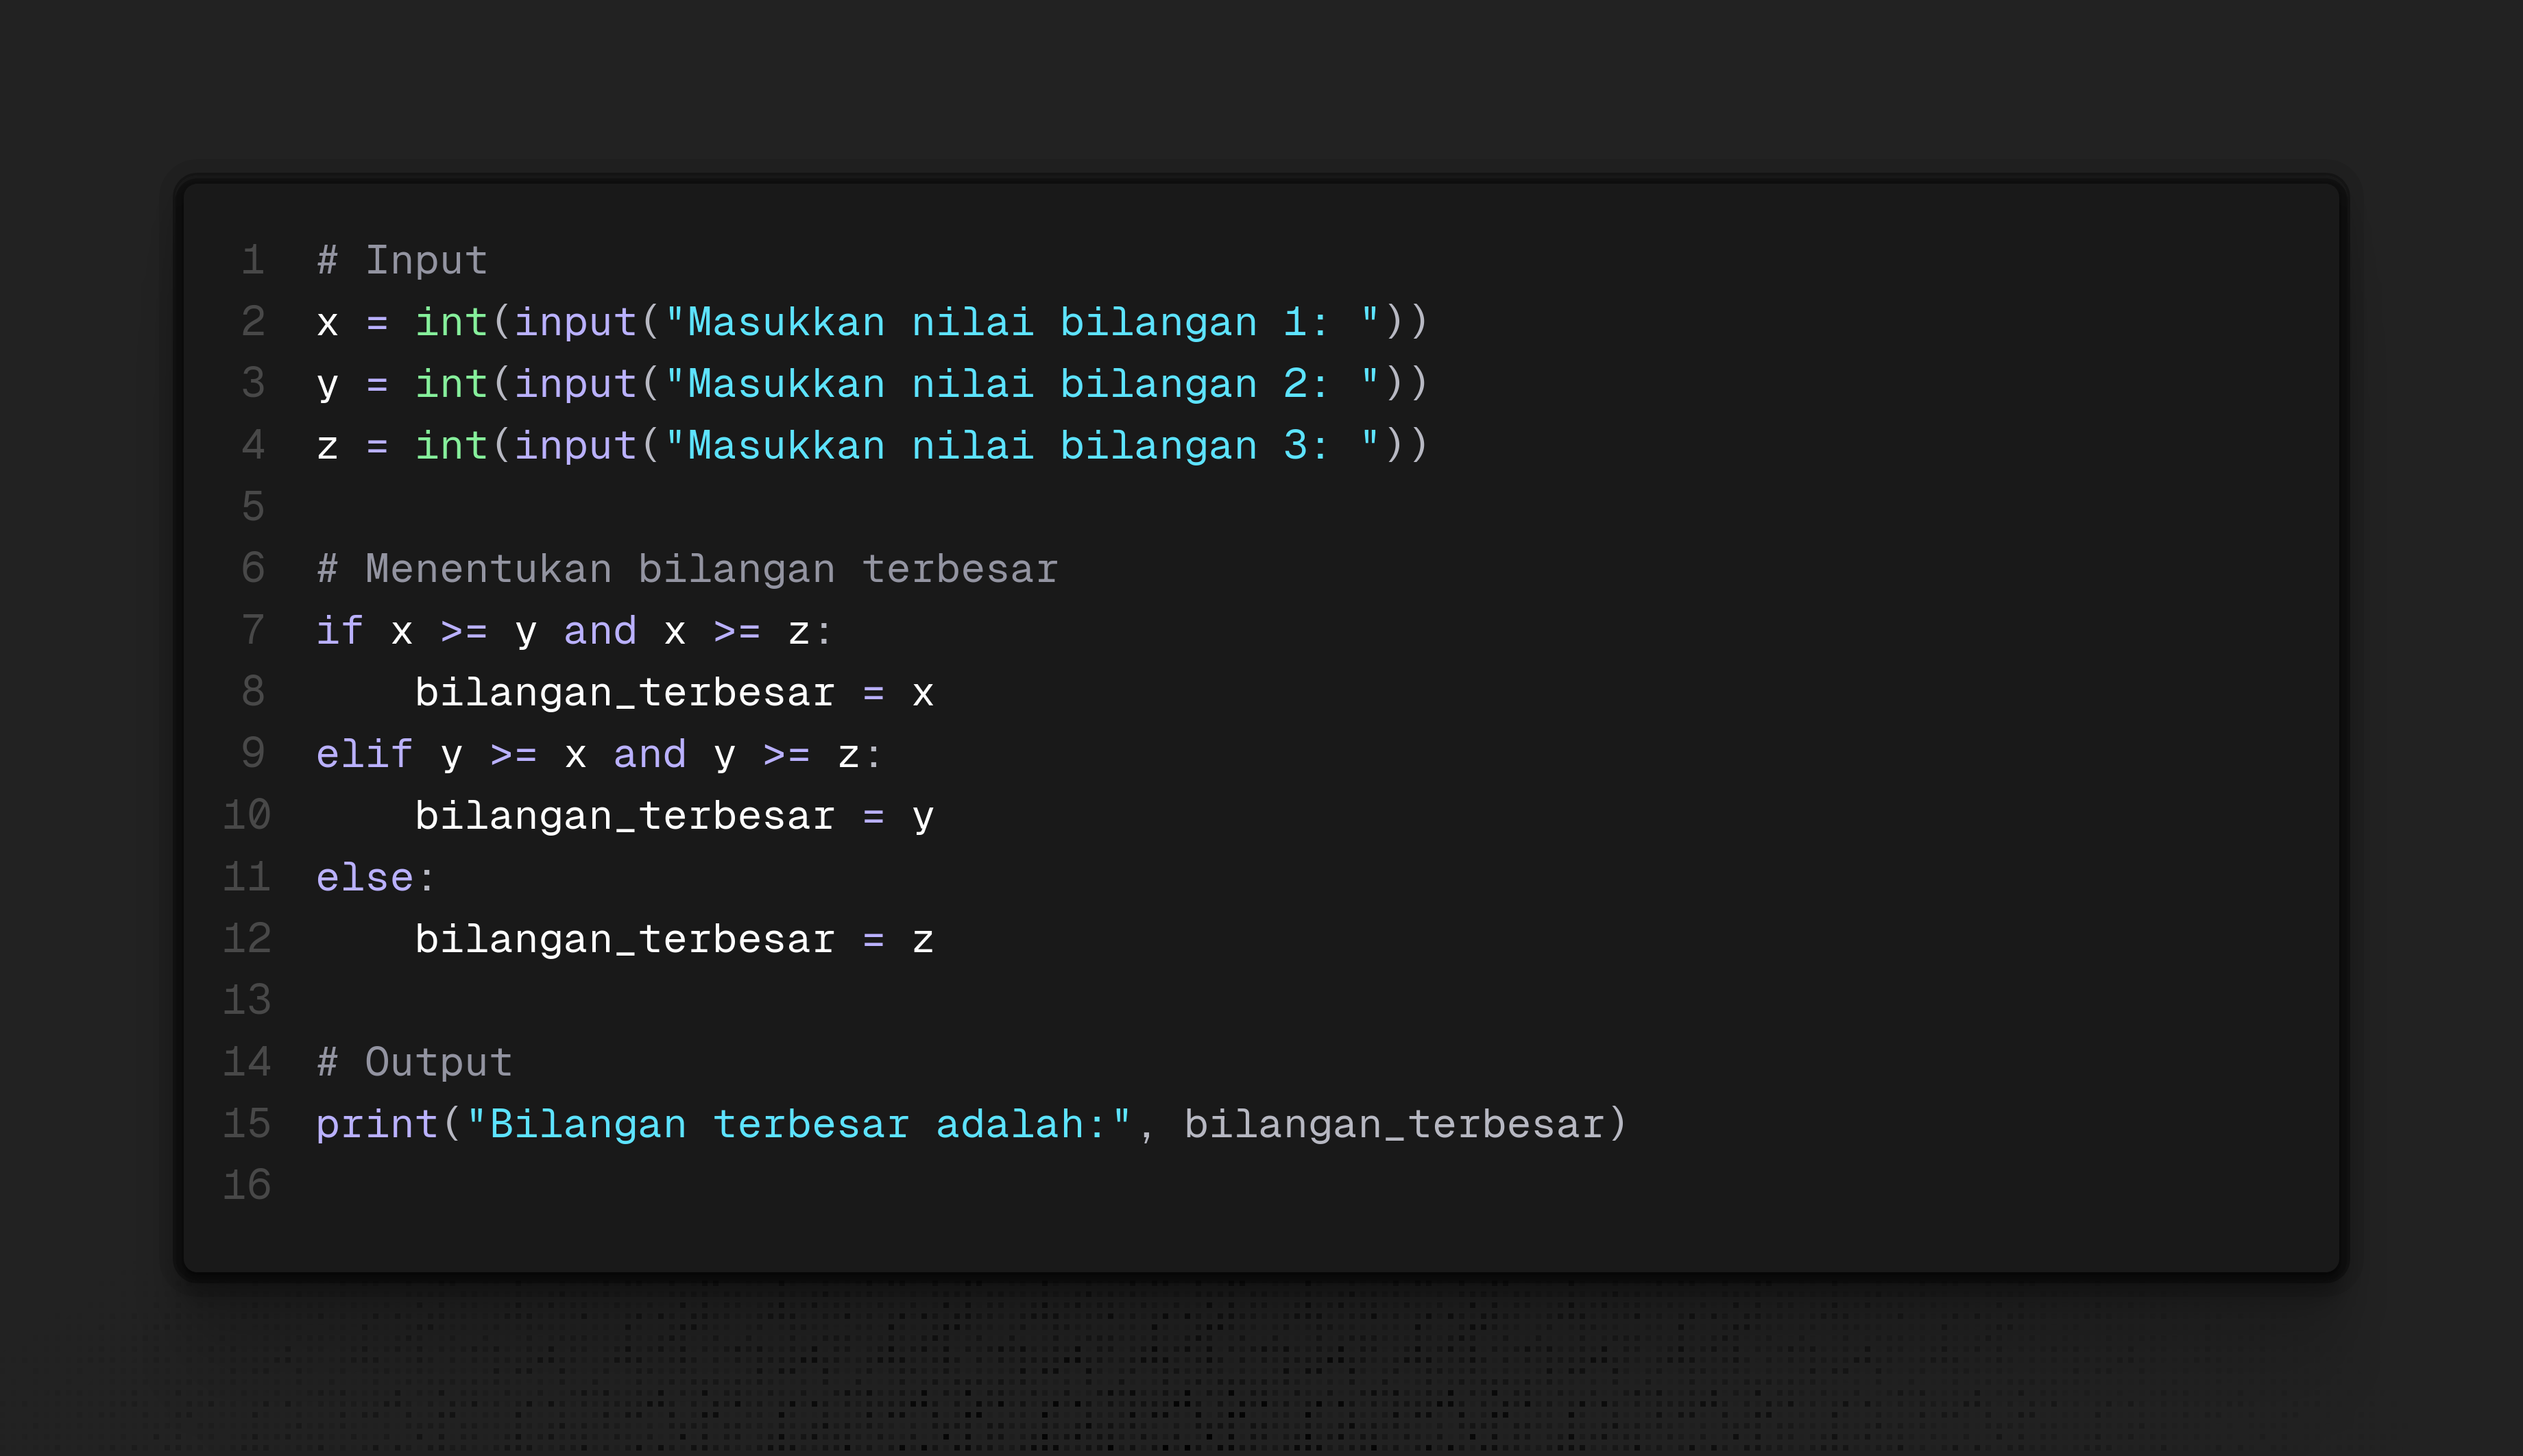 1 # Input
2 x = int(input("Masukkan nilai bilangan 1: "))
3 y = int(input("Masukkan nilai bilangan 2: "))
4 z = int(input("Masukkan nilai bilangan 3: "))
5
6 # Menentukan bilangan terbesar
7 if x >= y and x >= z:
8     bilangan_terbesar = x
9 elif y >= x and y >= z:
10     bilangan_terbesar = y
11 else:
12     bilangan_terbesar = z
13
14 # Output
15 print("Bilangan terbesar adalah:", bilangan_terbesar)
16